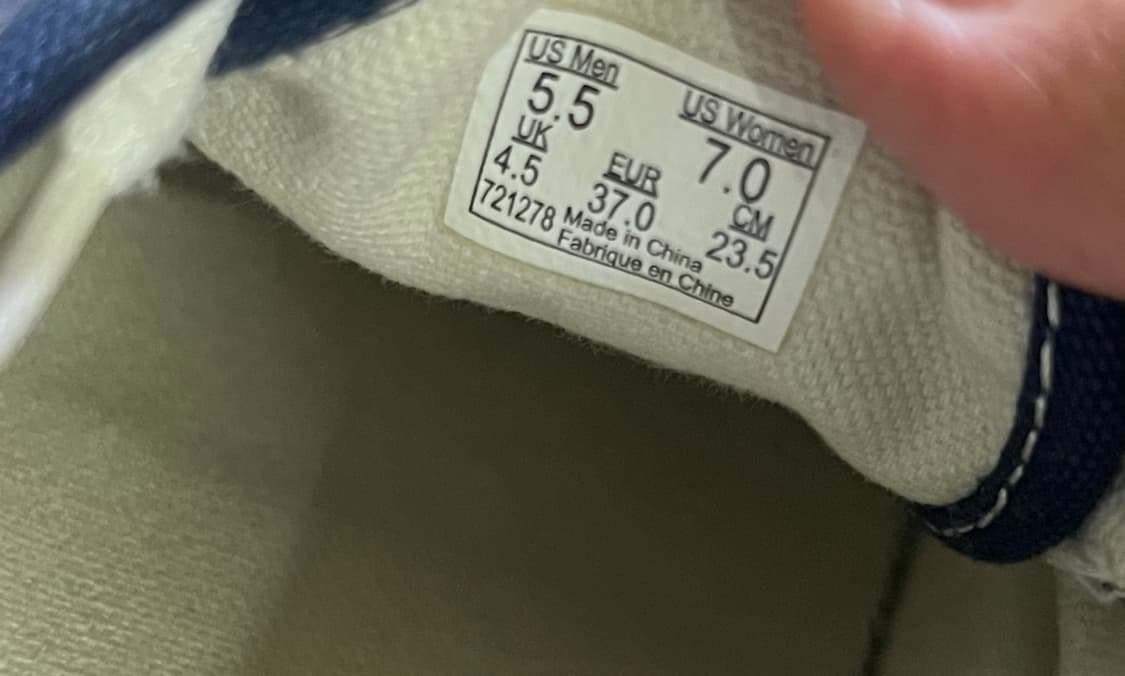 US Men US Women
5.5 7.0
UK EUR CM
4.5 37.0 23.5
721278 Made in China
Fabrique en Chine